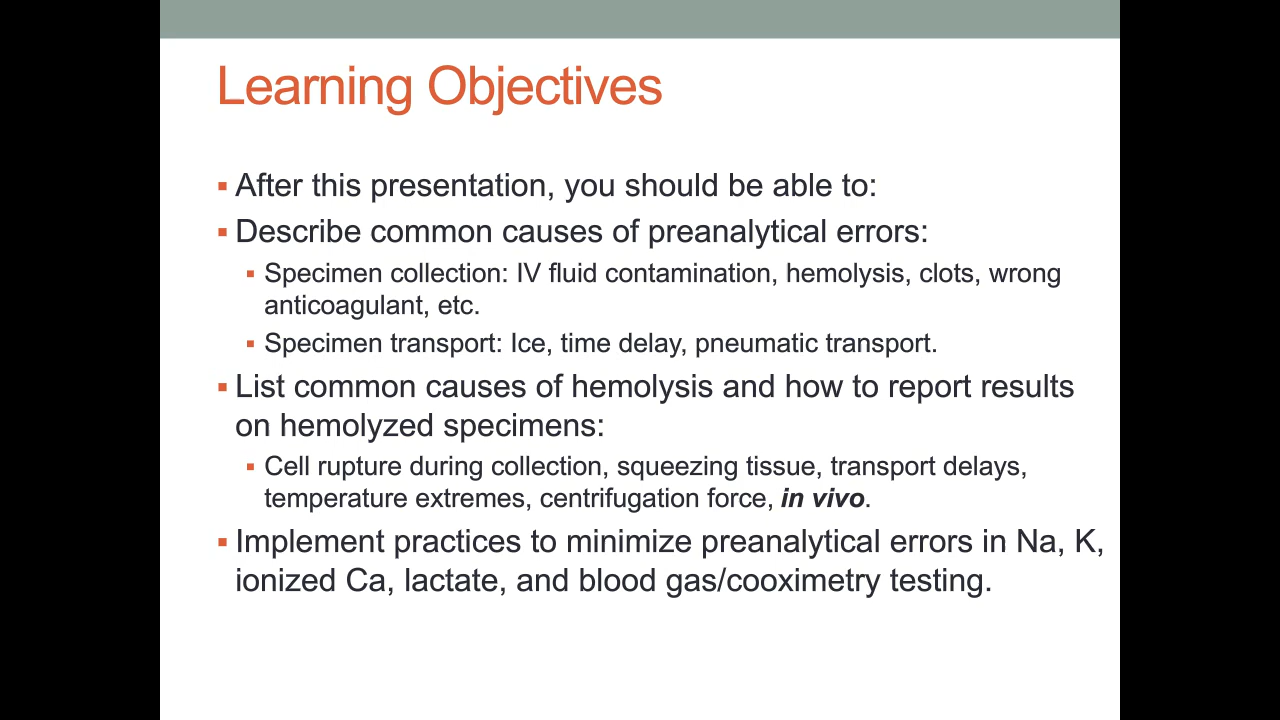 Learning Objectives
▪ After this presentation, you should be able to:
▪ Describe common causes of preanalytical errors:
▪ Specimen collection: IV fluid contamination, hemolysis, clots, wrong
anticoagulant, etc.
▪ Specimen transport: Ice, time delay, pneumatic transport.
▪ List common causes of hemolysis and how to report results
on hemolyzed specimens:
▪ Cell rupture during collection, squeezing tissue, transport delays,
temperature extremes, centrifugation force, in vivo.
▪ Implement practices to minimize preanalytical errors in Na, K,
ionized Ca, lactate, and blood gas/cooximetry testing.